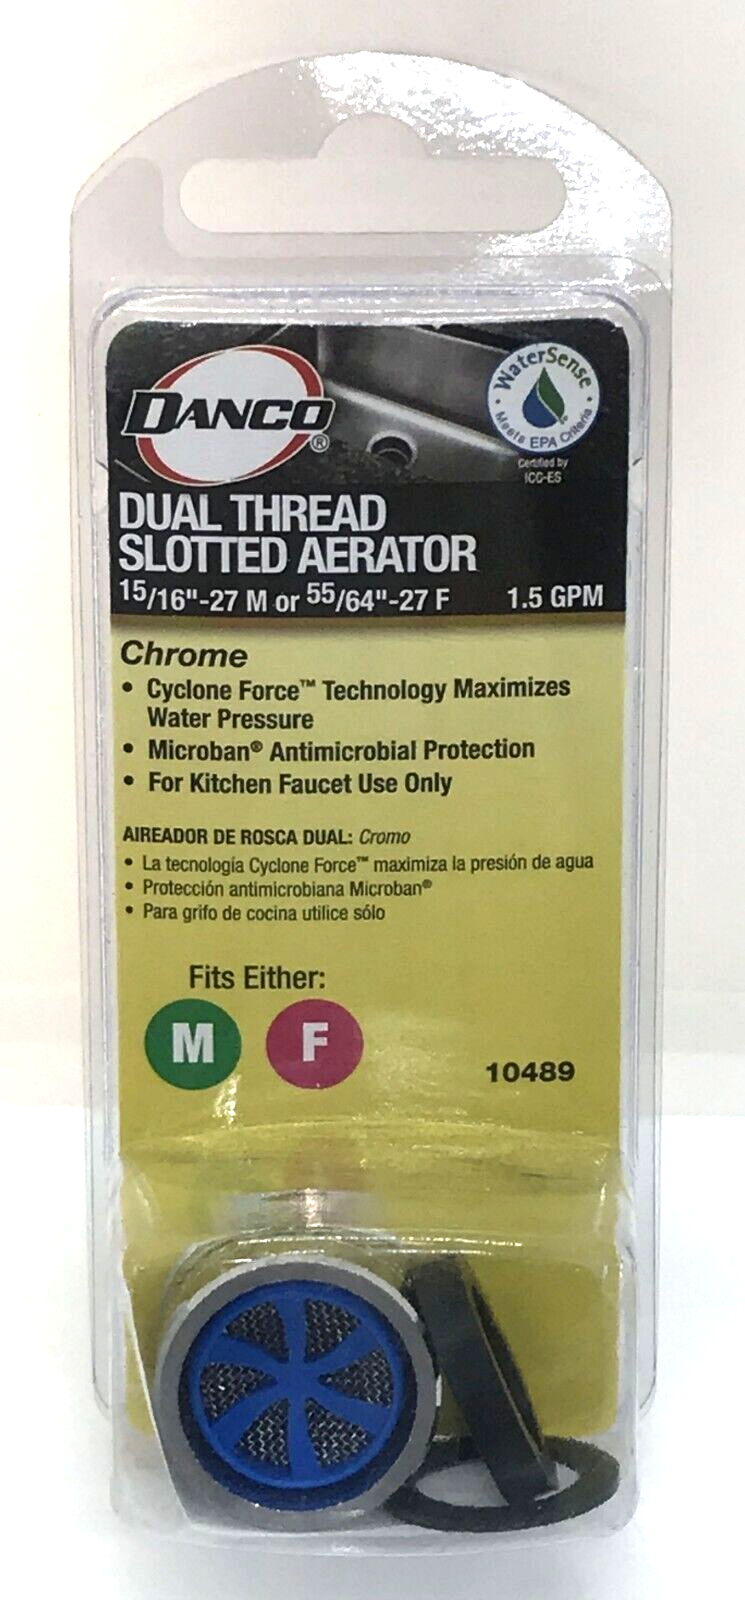 DANCO®
WaterSense
Meets EPA Criteria
Certified by
ICC-ES
DUAL THREAD
SLOTTED AERATOR
15/16"-27 M or 55/64"-27 F 1.5 GPM
Chrome
• Cyclone Force™ Technology Maximizes
Water Pressure
• Microban® Antimicrobial Protection
• For Kitchen Faucet Use Only
AIREADOR DE ROSCA DUAL: Cromo
• La tecnología Cyclone Force™ maximiza la presión de agua
• Protección antimicrobiana Microban®
• Para grifo de cocina utilice sólo
Fits Either:
M F
10489